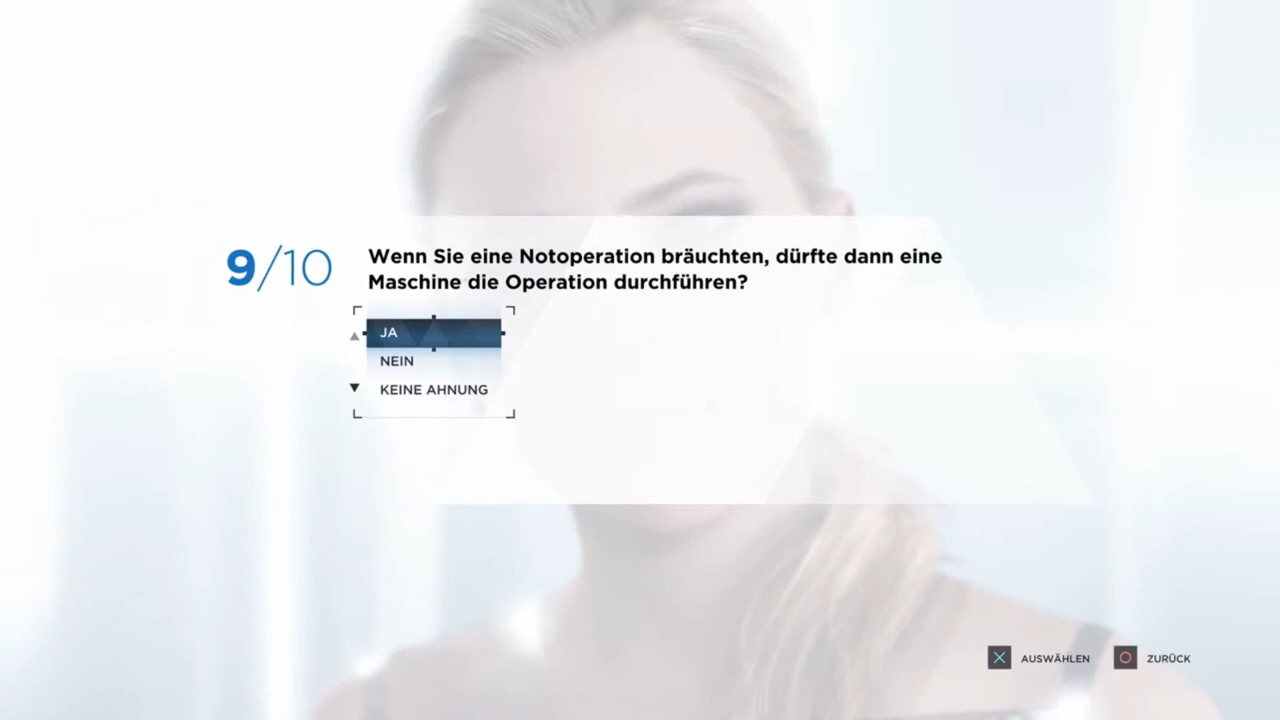 9/10
Wenn Sie eine Notoperation bräuchten, dürfte dann eine
Maschine die Operation durchführen?
JA
NEIN
KEINE AHNUNG
AUSWÄHLEN
ZURÜCK